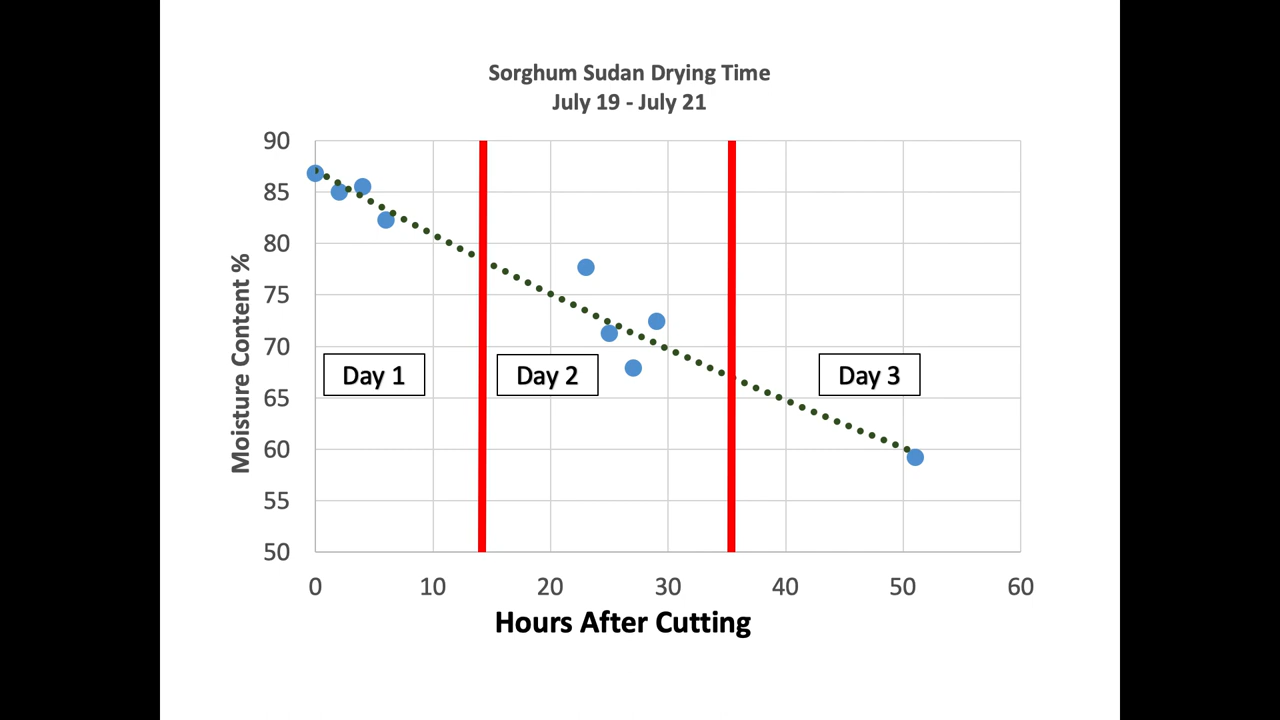 Sorghum Sudan Drying Time
July 19 - July 21
90
85
80
75
70
65
60
55
50
Moisture Content %
Day 1
Day 2
Day 3
0 10 20 30 40 50 60
Hours After Cutting